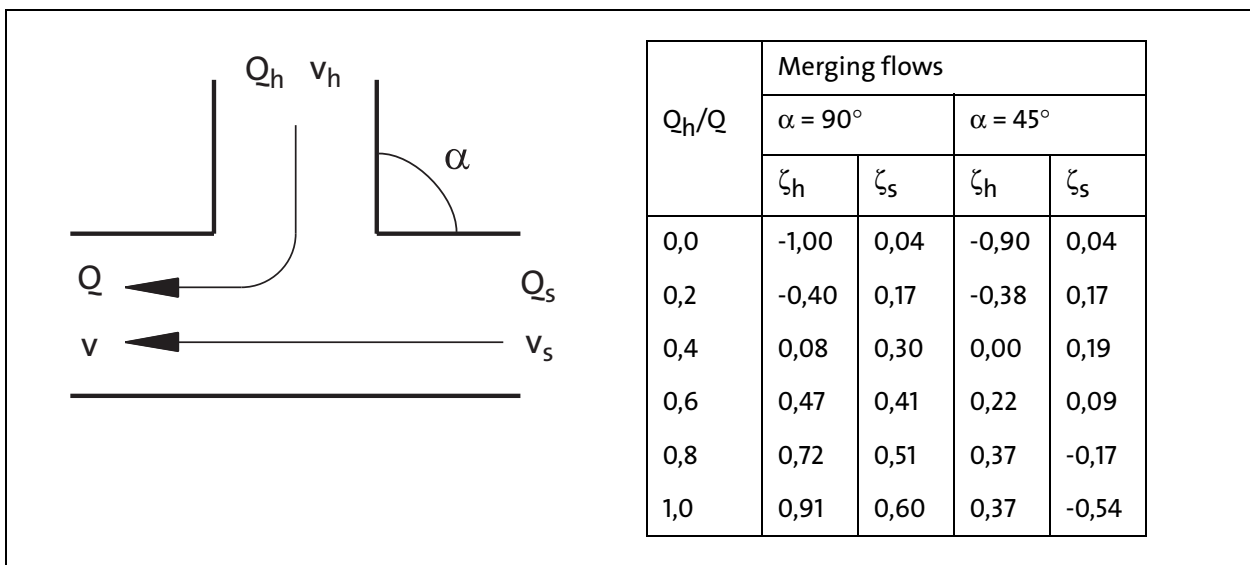 Qh vh
α
Q
Qs
v
vs
Qh/Q
Merging flows
α = 90° α = 45°
ζh ζs ζh ζs
0,0 -1,00 0,04 -0,90 0,04
0,2 -0,40 0,17 -0,38 0,17
0,4 0,08 0,30 0,00 0,19
0,6 0,47 0,41 0,22 0,09
0,8 0,72 0,51 0,37 -0,17
1,0 0,91 0,60 0,37 -0,54